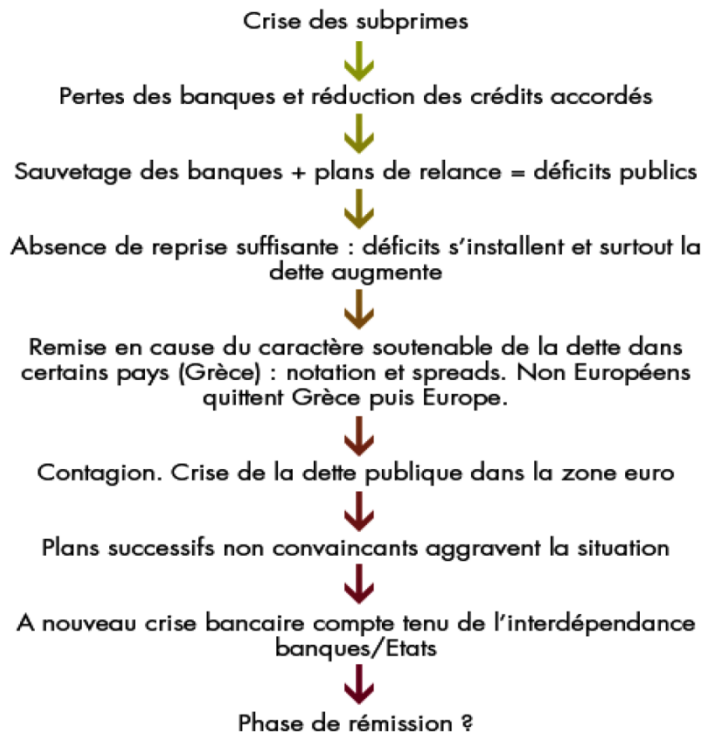 Crise des subprimes
Pertes des banques et réduction des crédits accordés
Sauvetage des banques + plans de relance = déficits publics
Absence de reprise suffisante : déficits s'installent et surtout la
dette augmente
Remise en cause du caractère soutenable de la dette dans
certains pays (Grèce) : notation et spreads. Non Européens
quittent Grèce puis Europe.
Contagion. Crise de la dette publique dans la zone euro
Plans successifs non convaincants aggravent la situation
A nouveau crise bancaire compte tenu de l'interdépendance
banques/Etats
Phase de rémission ?